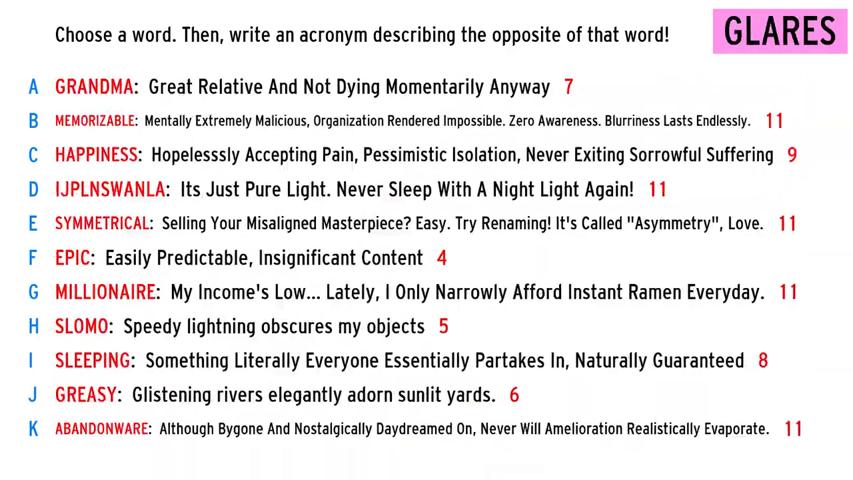 Choose a word. Then, write an acronym describing the opposite of that word!
GLARES
A GRANDMA: Great Relative And Not Dying Momentarily Anyway 7
B MEMORIZABLE: Mentally Extremely Malicious, Organization Rendered Impossible. Zero Awareness. Blurriness Lasts Endlessly. 11
C HAPPINESS: Hopelesssly Accepting Pain, Pessimistic Isolation, Never Exiting Sorrowful Suffering 9
D IJPLNSWANLA: Its Just Pure Light. Never Sleep With A Night Light Again! 11
E SYMMETRICAL: Selling Your Misaligned Masterpiece? Easy. Try Renaming! It's Called "Asymmetry", Love. 11
F EPIC: Easily Predictable, Insignificant Content 4
G MILLIONAIRE: My Income's Low... Lately, I Only Narrowly Afford Instant Ramen Everyday. 11
H SLOMO: Speedy lightning obscures my objects 5
I SLEEPING: Something Literally Everyone Essentially Partakes In, Naturally Guaranteed 8
J GREASY: Glistening rivers elegantly adorn sunlit yards. 6
K ABANDONWARE: Although Bygone And Nostalgically Daydreamed On, Never Will Amelioration Realistically Evaporate. 11